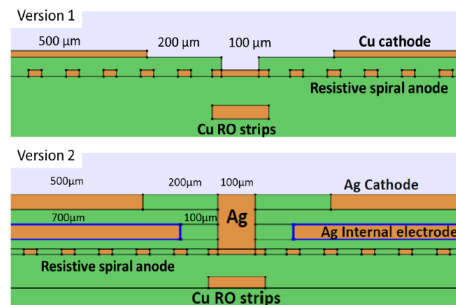 Version 1
500 μm 200 μm 100 μm Cu cathode
Resistive spiral anode
Cu RO strips
Version 2
500μm 200μm 100μm Ag Cathode
700μm 100μm Ag Ag Internal electrode
Resistive spiral anode
Cu RO strips